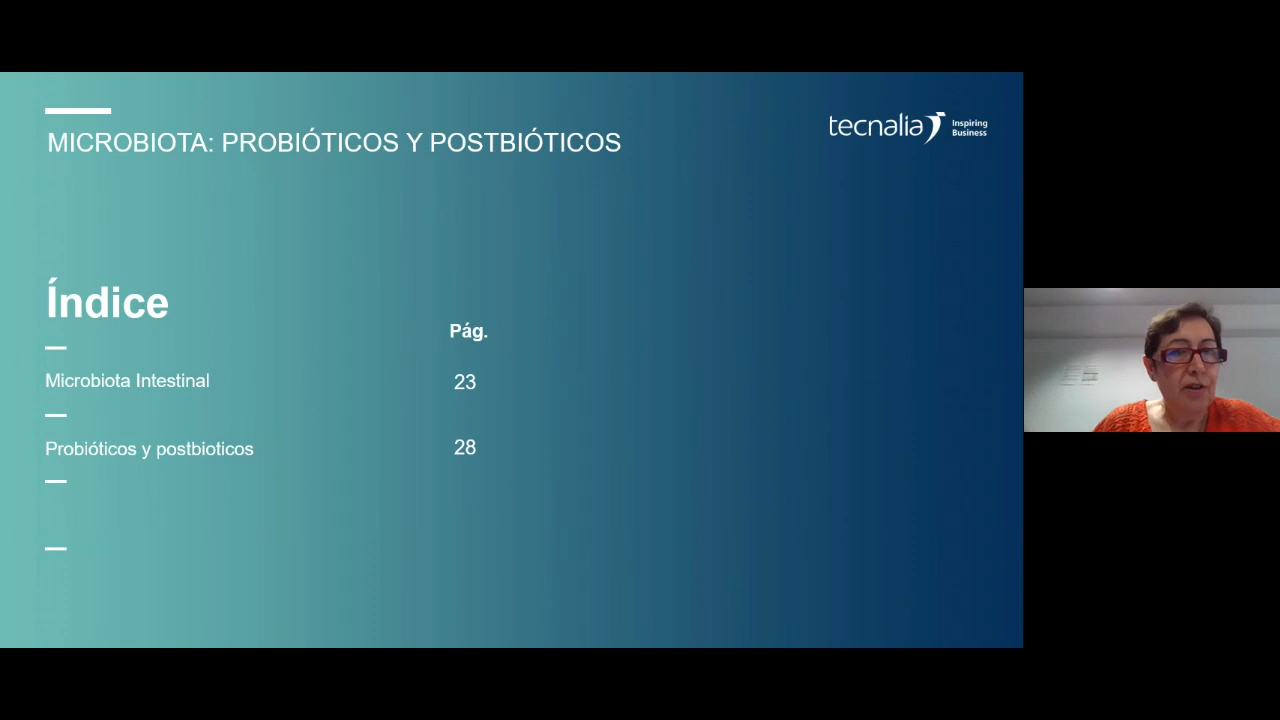 MICROBIOTA: PROBIÓTICOS Y POSTBIÓTICOS
tecnalia Inspiring
Business
Índice
Pág.
Microbiota Intestinal 23
Probióticos y postbioticos 28